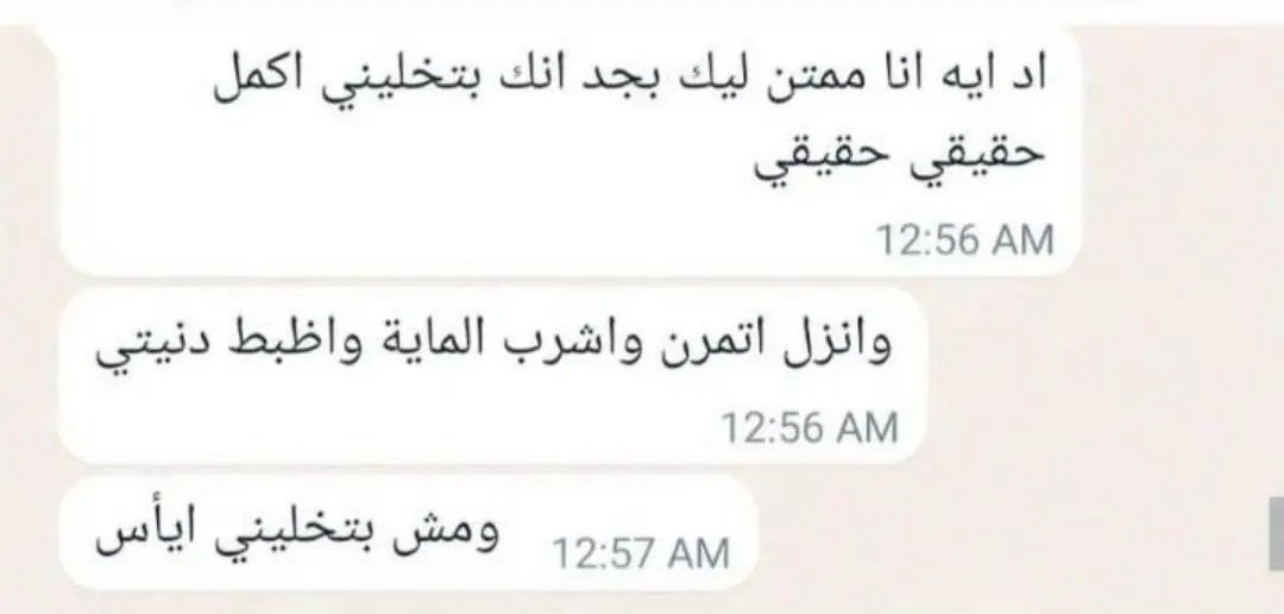 اد ايه انا ممتن ليك بجد انك بتخليني اكمل
حقيقي حقيقي
12:56 AM
وانزل اتمرن واشرب الماية واظبط دنيتي
12:56 AM
ومش بتخليني ايأس 12:57 AM